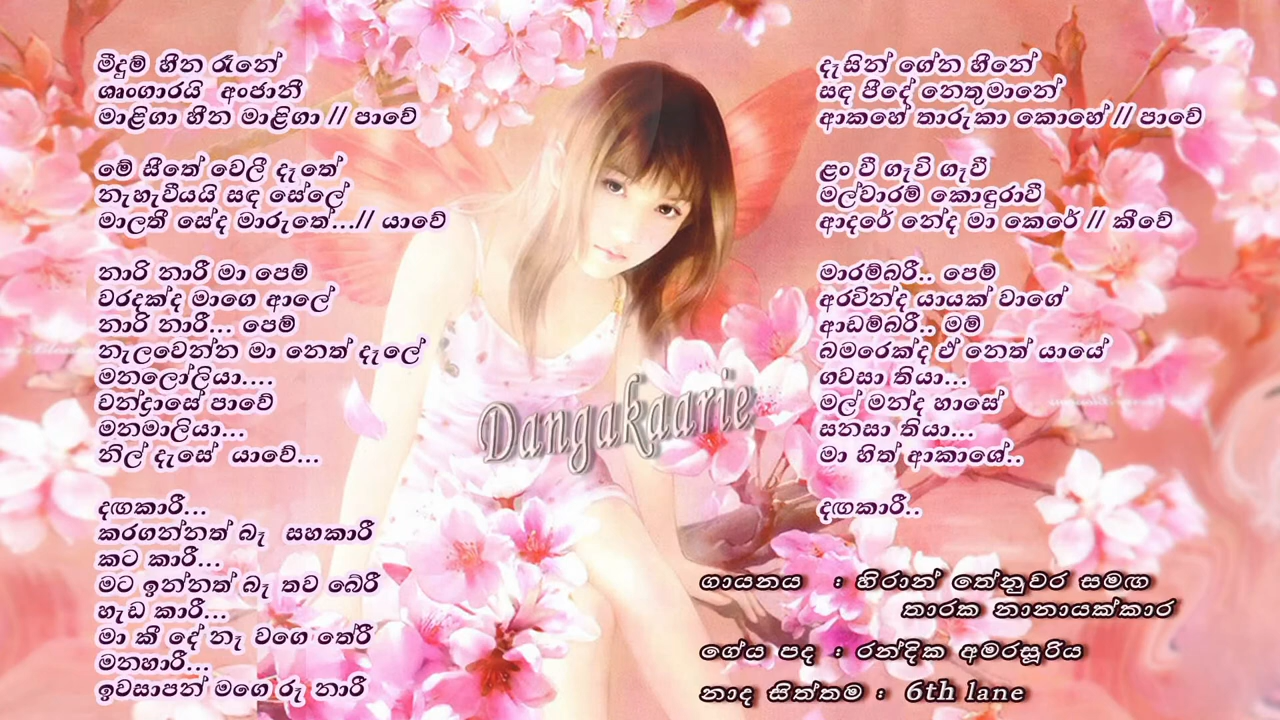 මීදුම් හීන රෑනේ
ශෘංගාරයි අංජානී
මාළිගා හීන මාළිගා // පාවේ
මේ සීතේ වෙලී දෑතේ
නැහැවීයයි සඳ සේලේ
මාලතී සේද මාරුතේ...// යාවේ
නාරි නාරී මා පෙම්
වරදක්ද මාගෙ ආලේ
නාරි නාරී... පෙම්
නැලවෙන්න මා නෙත් දෑලේ
මනලෝලියා....
චන්ද්‍රාසේ පාවේ
මනමාලියා...
නිල් දෑසේ යාවේ...
දඟකාරී...
කරගන්නත් බෑ සහකාරී
කට කාරී...
මට ඉන්නත් බෑ තව බේරී
හැඩ කාරී...
මා කී දේ නෑ වගෙ තේරී
මනහාරී...
ඉවසාපන් මගෙ රූ නාරී
Dangakaarie
දෑසින් ගේන හීනේ
සඳ පීදේ නෙතුමානේ
ආකහේ තාරුකා කොහේ // පාවේ
ළං වී ගෑවි ගෑවී
මල්වාරම් කොඳුරාවී
ආදරේ නේද මා කෙරේ // කීවේ
මාරම්බරී.. පෙම්
අරවින්ද යායක් වාගේ
ආඩම්බරී.. මම්
බමරෙක්ද ඒ නෙත් යායේ
ගවසා තියා...
මල් මන්ද හාසේ
සනසා තියා...
මා හිත් ආකාශේ..
දඟකාරී..
ගායනය : හිරාන් තේනුවර සමඟ
තාරක නානායක්කාර
ගේය පද : රන්දික අමරසූරිය
නාද සිත්තම : 6th lane